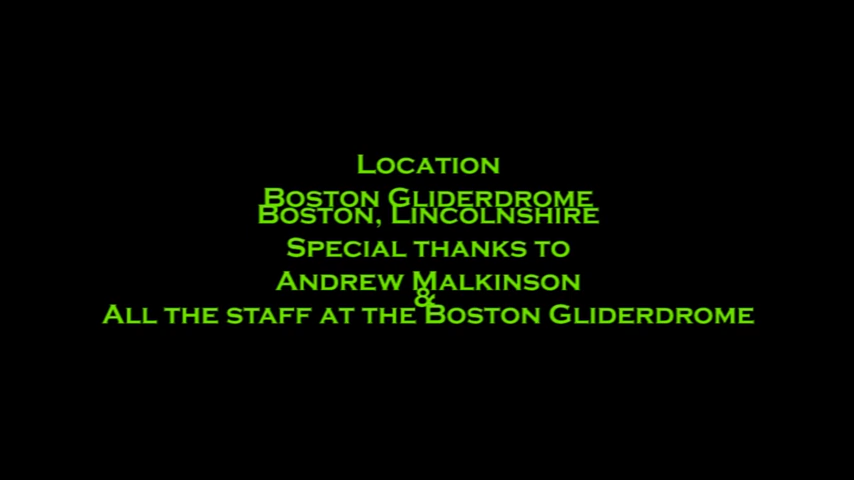 Location
Boston Gliderdrome
Boston, Lincolnshire
Special thanks to
Andrew Malkinson
&
All the staff at the Boston Gliderdrome